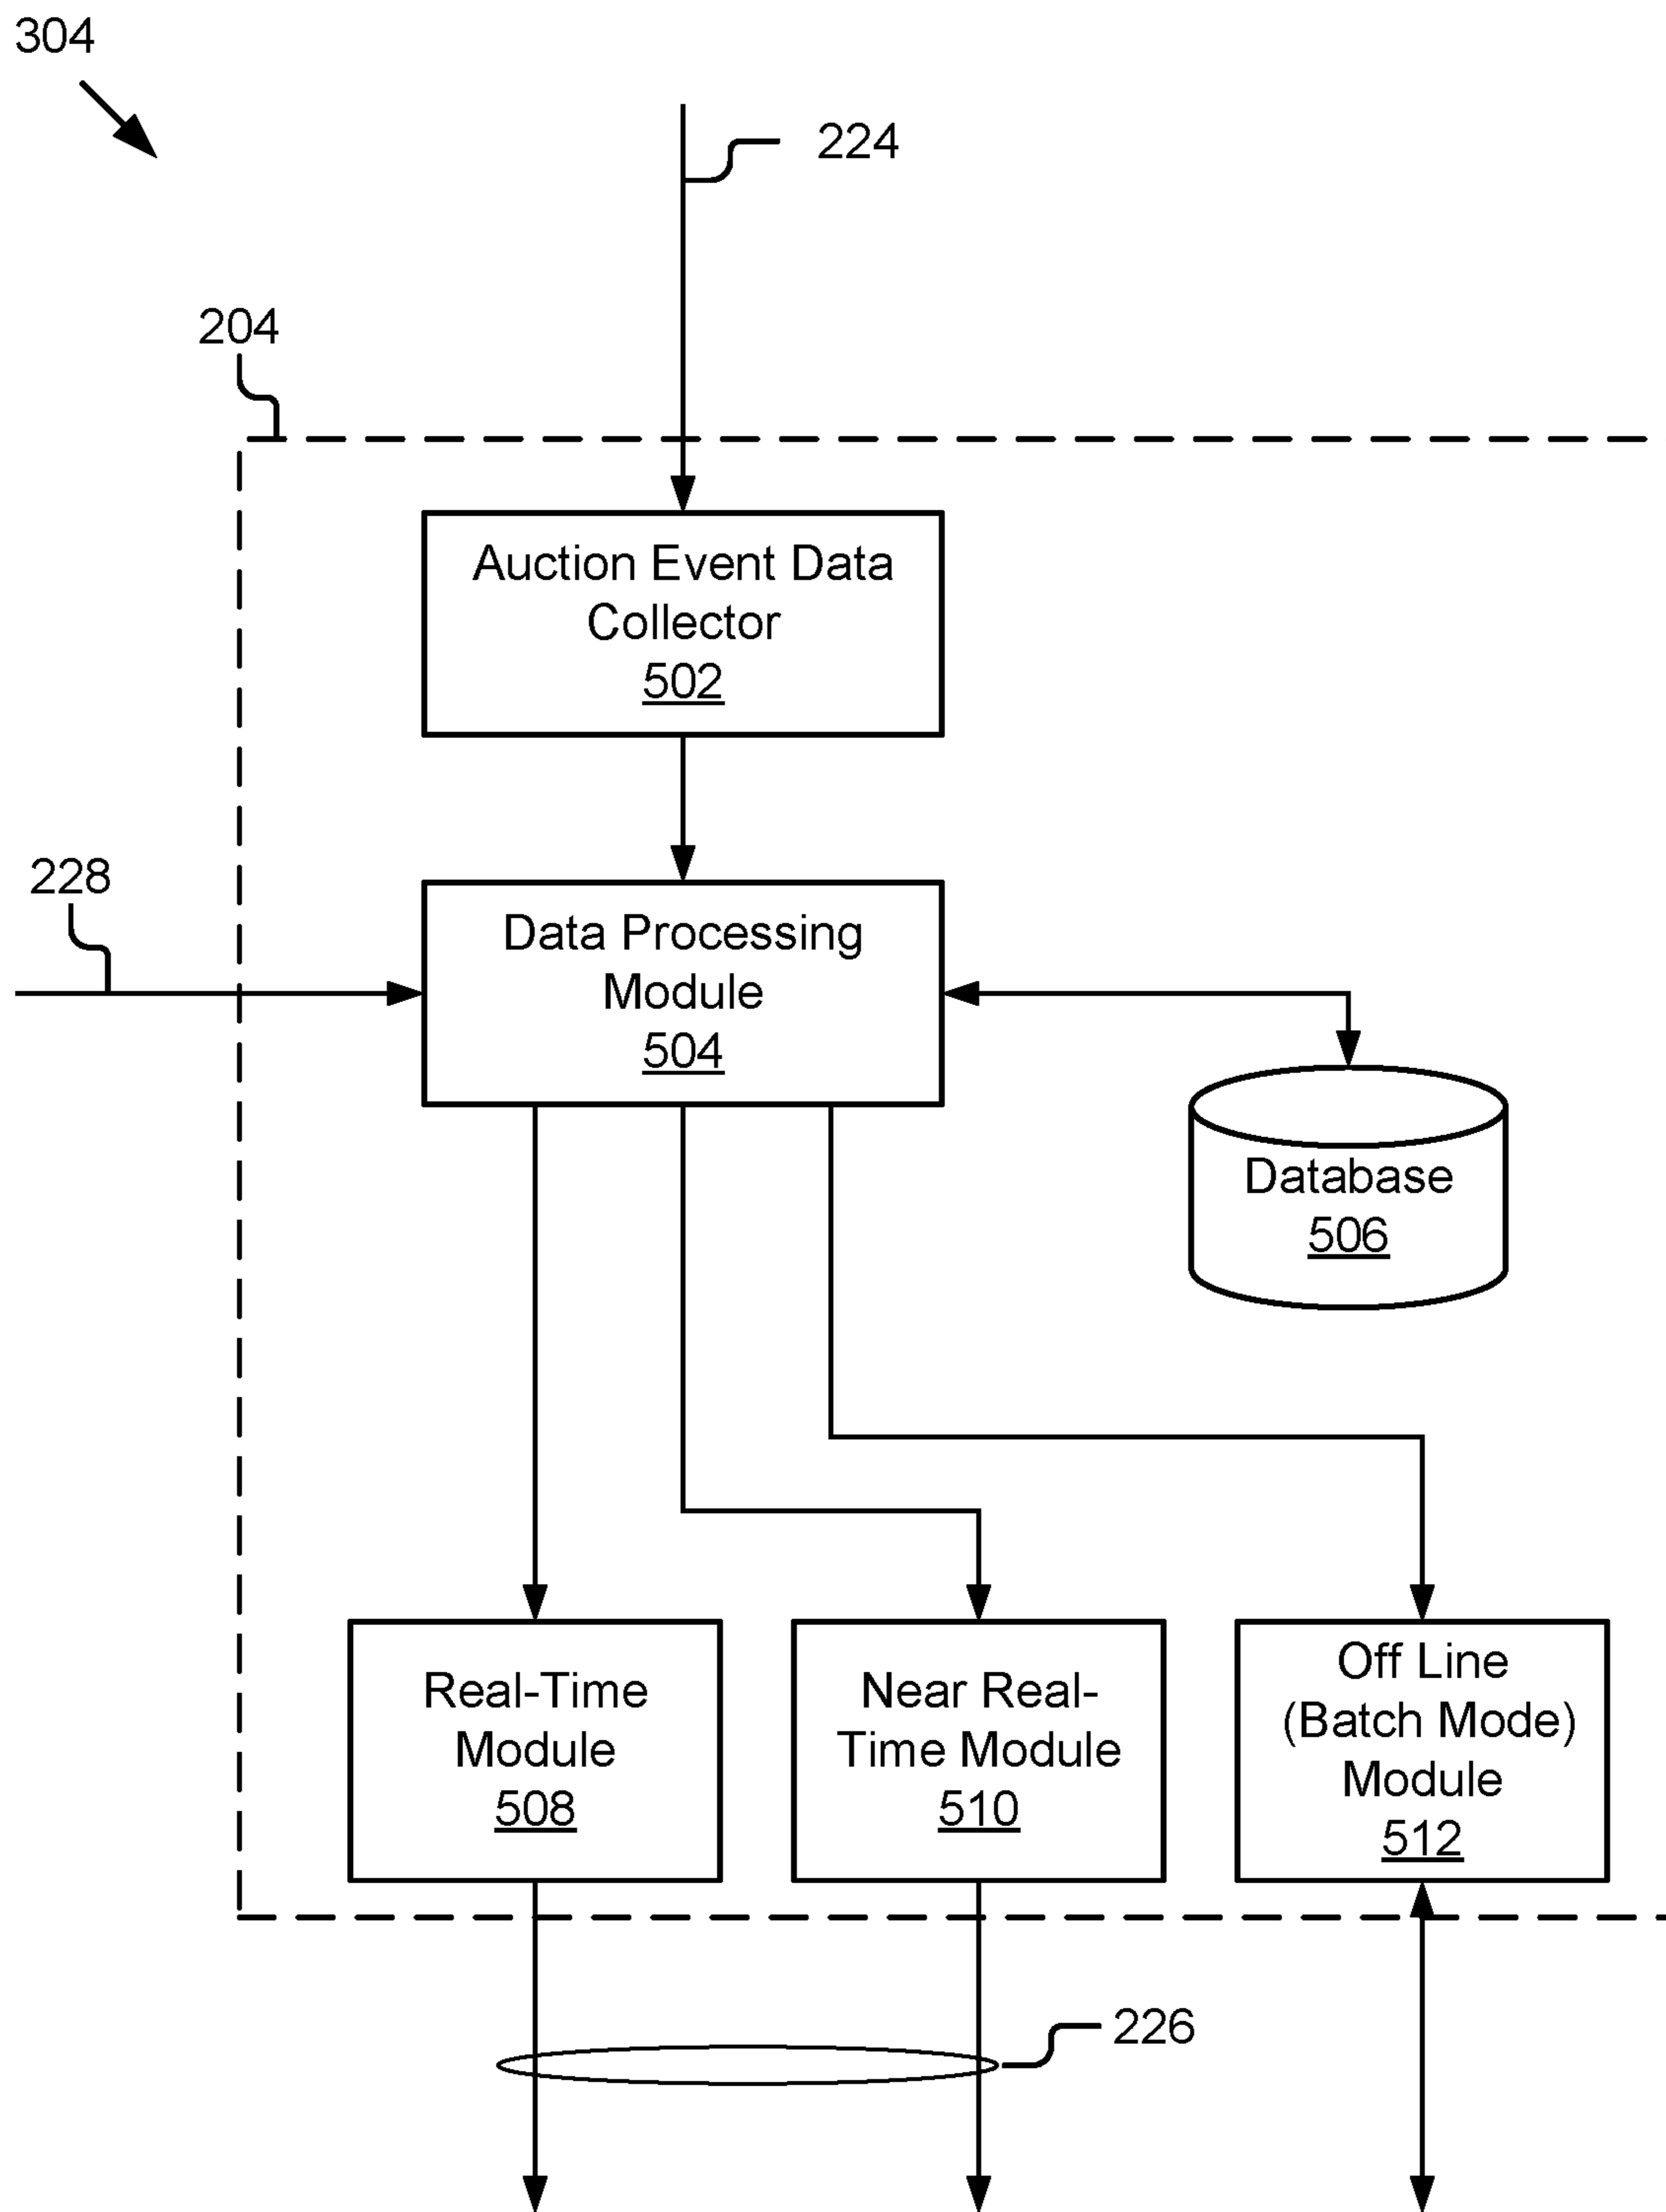 304
224
204
Auction Event Data
Collector
502
228
Data Processing
Module
504
Database
506
Real-Time
Module
508
Near Real-
Time Module
510
Off Line
(Batch Mode)
Module
512
226